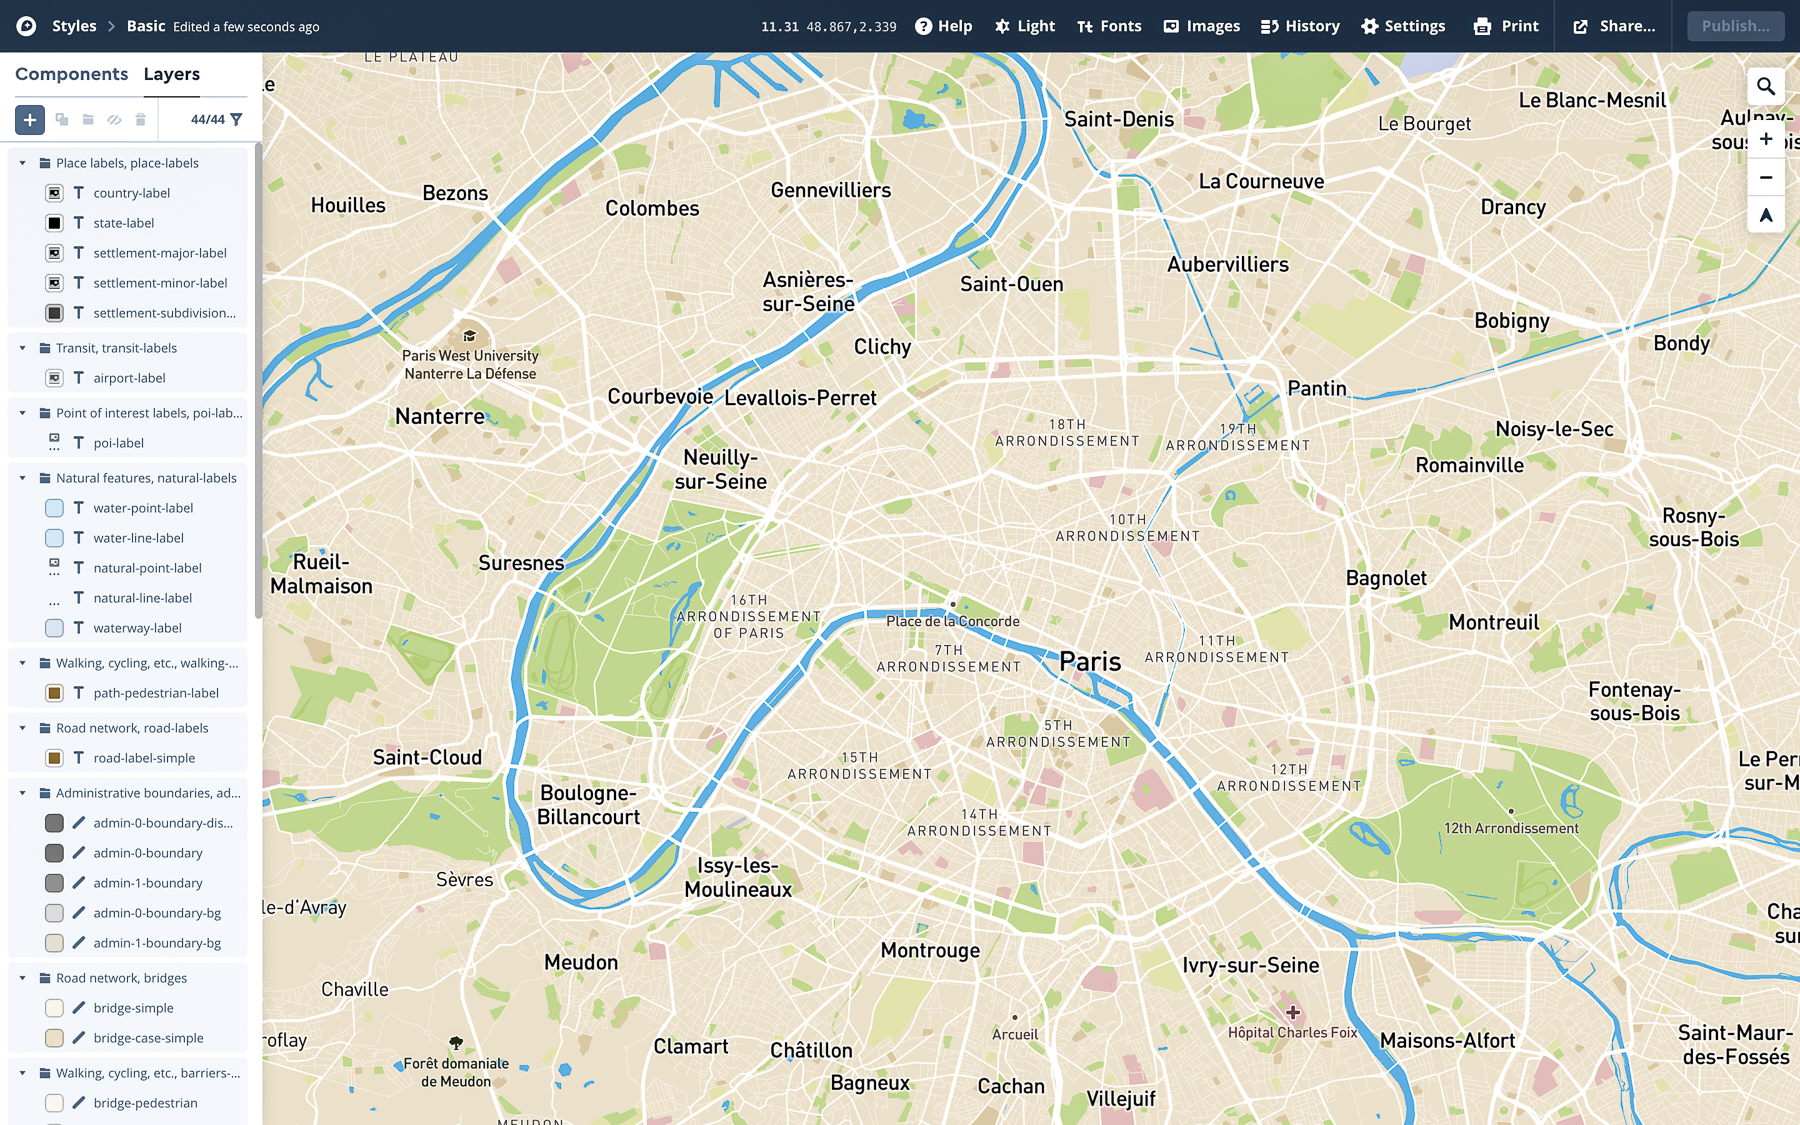 Styles
Basic
Edited a few seconds ago
11.31 48.867,2.339
Help
Light
Fonts
Images
History
Settings
Print
Share...
Publish...
Components
Layers
44/44
Place labels, place-labels
country-label
state-label
settlement-major-label
settlement-minor-label
settlement-subdivision...
Transit, transit-labels
airport-label
Point of interest labels, poi-lab...
poi-label
Natural features, natural-labels
water-point-label
water-line-label
natural-point-label
natural-line-label
waterway-label
Walking, cycling, etc., walking-...
path-pedestrian-label
Road network, road-labels
road-label-simple
Administrative boundaries, ad...
admin-0-boundary-dis...
admin-0-boundary
admin-1-boundary
admin-0-boundary-bg
admin-1-boundary-bg
Road network, bridges
bridge-simple
bridge-case-simple
Walking, cycling, etc., barriers-...
bridge-pedestrian
LE PLATEAU
Le Blanc-Mesnil
Saint-Denis
Le Bourget
La Courneuve
Gennevilliers
Bezons
Houilles
Colombes
Drancy
Aubervilliers
Asnières-
sur-Seine
Saint-Ouen
Bobigny
Bondy
Paris West University
Nanterre La Défense
Clichy
Courbevoie
Levallois-Perret
Pantin
Nanterre
18TH
ARRONDISSEMENT
19TH
ARRONDISSEMENT
Noisy-le-Sec
Romainville
Neuilly-
sur-Seine
10TH
ARRONDISSEMENT
Rosny-
sous-Bois
Rueil-
Malmaison
Suresnes
Bagnolet
16TH
ARRONDISSEMENT
OF PARIS
Place de la Concorde
Montreuil
7TH
ARRONDISSEMENT
Paris
11TH
ARRONDISSEMENT
Fontenay-
sous-Bois
5TH
ARRONDISSEMENT
Saint-Cloud
15TH
ARRONDISSEMENT
12TH
ARRONDISSEMENT
Le Perr
sur-M
Boulogne-
Billancourt
14TH
ARRONDISSEMENT
12th Arrondissement
Issy-les-
Moulineaux
Sèvres
le-d'Avray
Cha
sur
Montrouge
Meudon
Ivry-sur-Seine
Chaville
Hôpital Charles Foix
Arcueil
roflay
Maisons-Alfort
Saint-Maur-
des-Fossés
Forêt domaniale
de Meudon
Clamart
Châtillon
Bagneux
Cachan
Villejuif
MEUDON